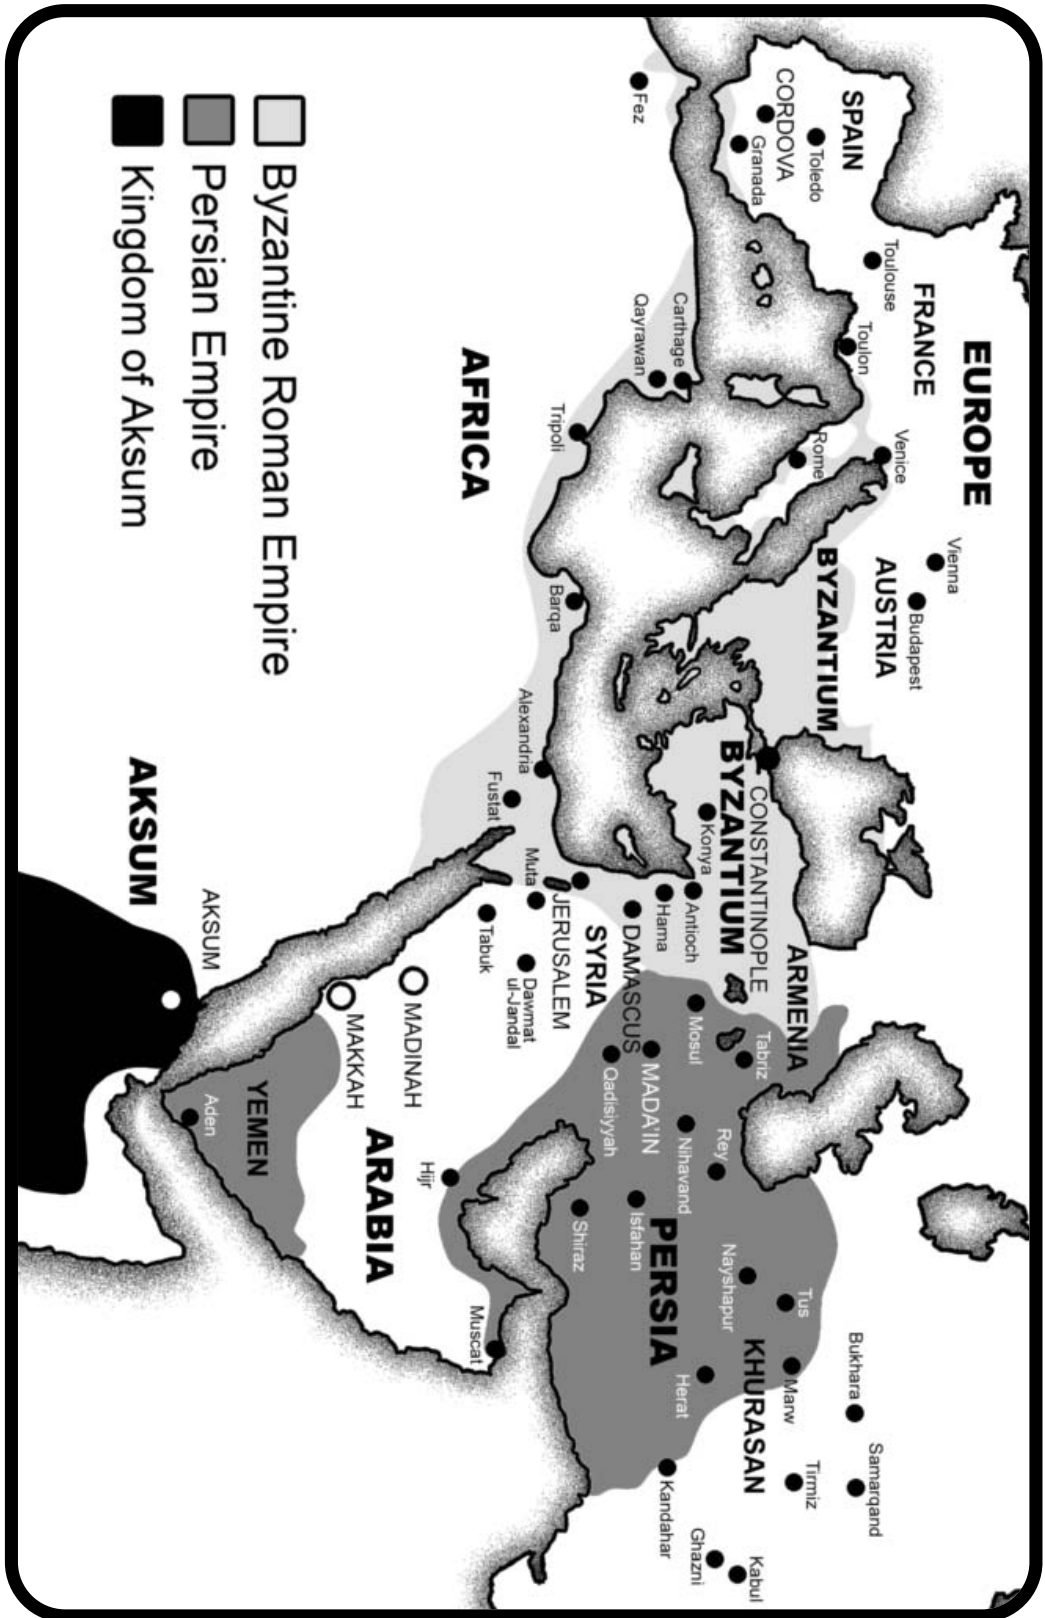 EUROPE
FRANCE
SPAIN
CORDOVA
Toledo
Granada
Fez
Toulouse
Toulon
Venice
Rome
Vienna
Budapest
AUSTRIA
BYZANTIUM
Carthage
Qayrawan
Tripoli
Barqa
AFRICA
Alexandria
Fustat
BYZANTIUM
CONSTANTINOPLE
Konya
Antioch
Hama
DAMASCUS
SYRIA
JERUSALEM
Muta
Tabuk
Dawmat
ul-Jandal
ARMENIA
Tabriz
Mosul
MADA'IN
Qadisiyyah
Nihavand
Rey
Isfahan
Shiraz
PERSIA
Nayshapur
Tus
Marw
KHURASAN
Herat
Bukhara
Samarqand
Tirmiz
Kandahar
Ghazni
Kabul
MADINAH
MAKKAH
ARABIA
Hijr
Muscat
YEMEN
Aden
AKSUM
AKSUM
Byzantine Roman Empire
Persian Empire
Kingdom of Aksum